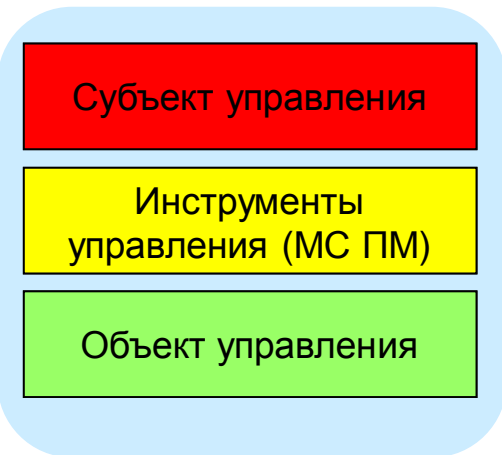 Субъект управления
Инструменты
управления (МС ПМ)
Объект управления